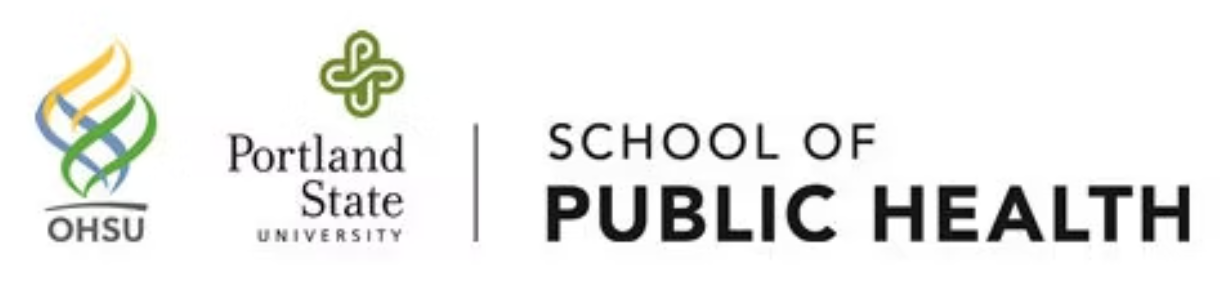 OHSU
Portland
State
UNIVERSITY
SCHOOL OF
PUBLIC HEALTH